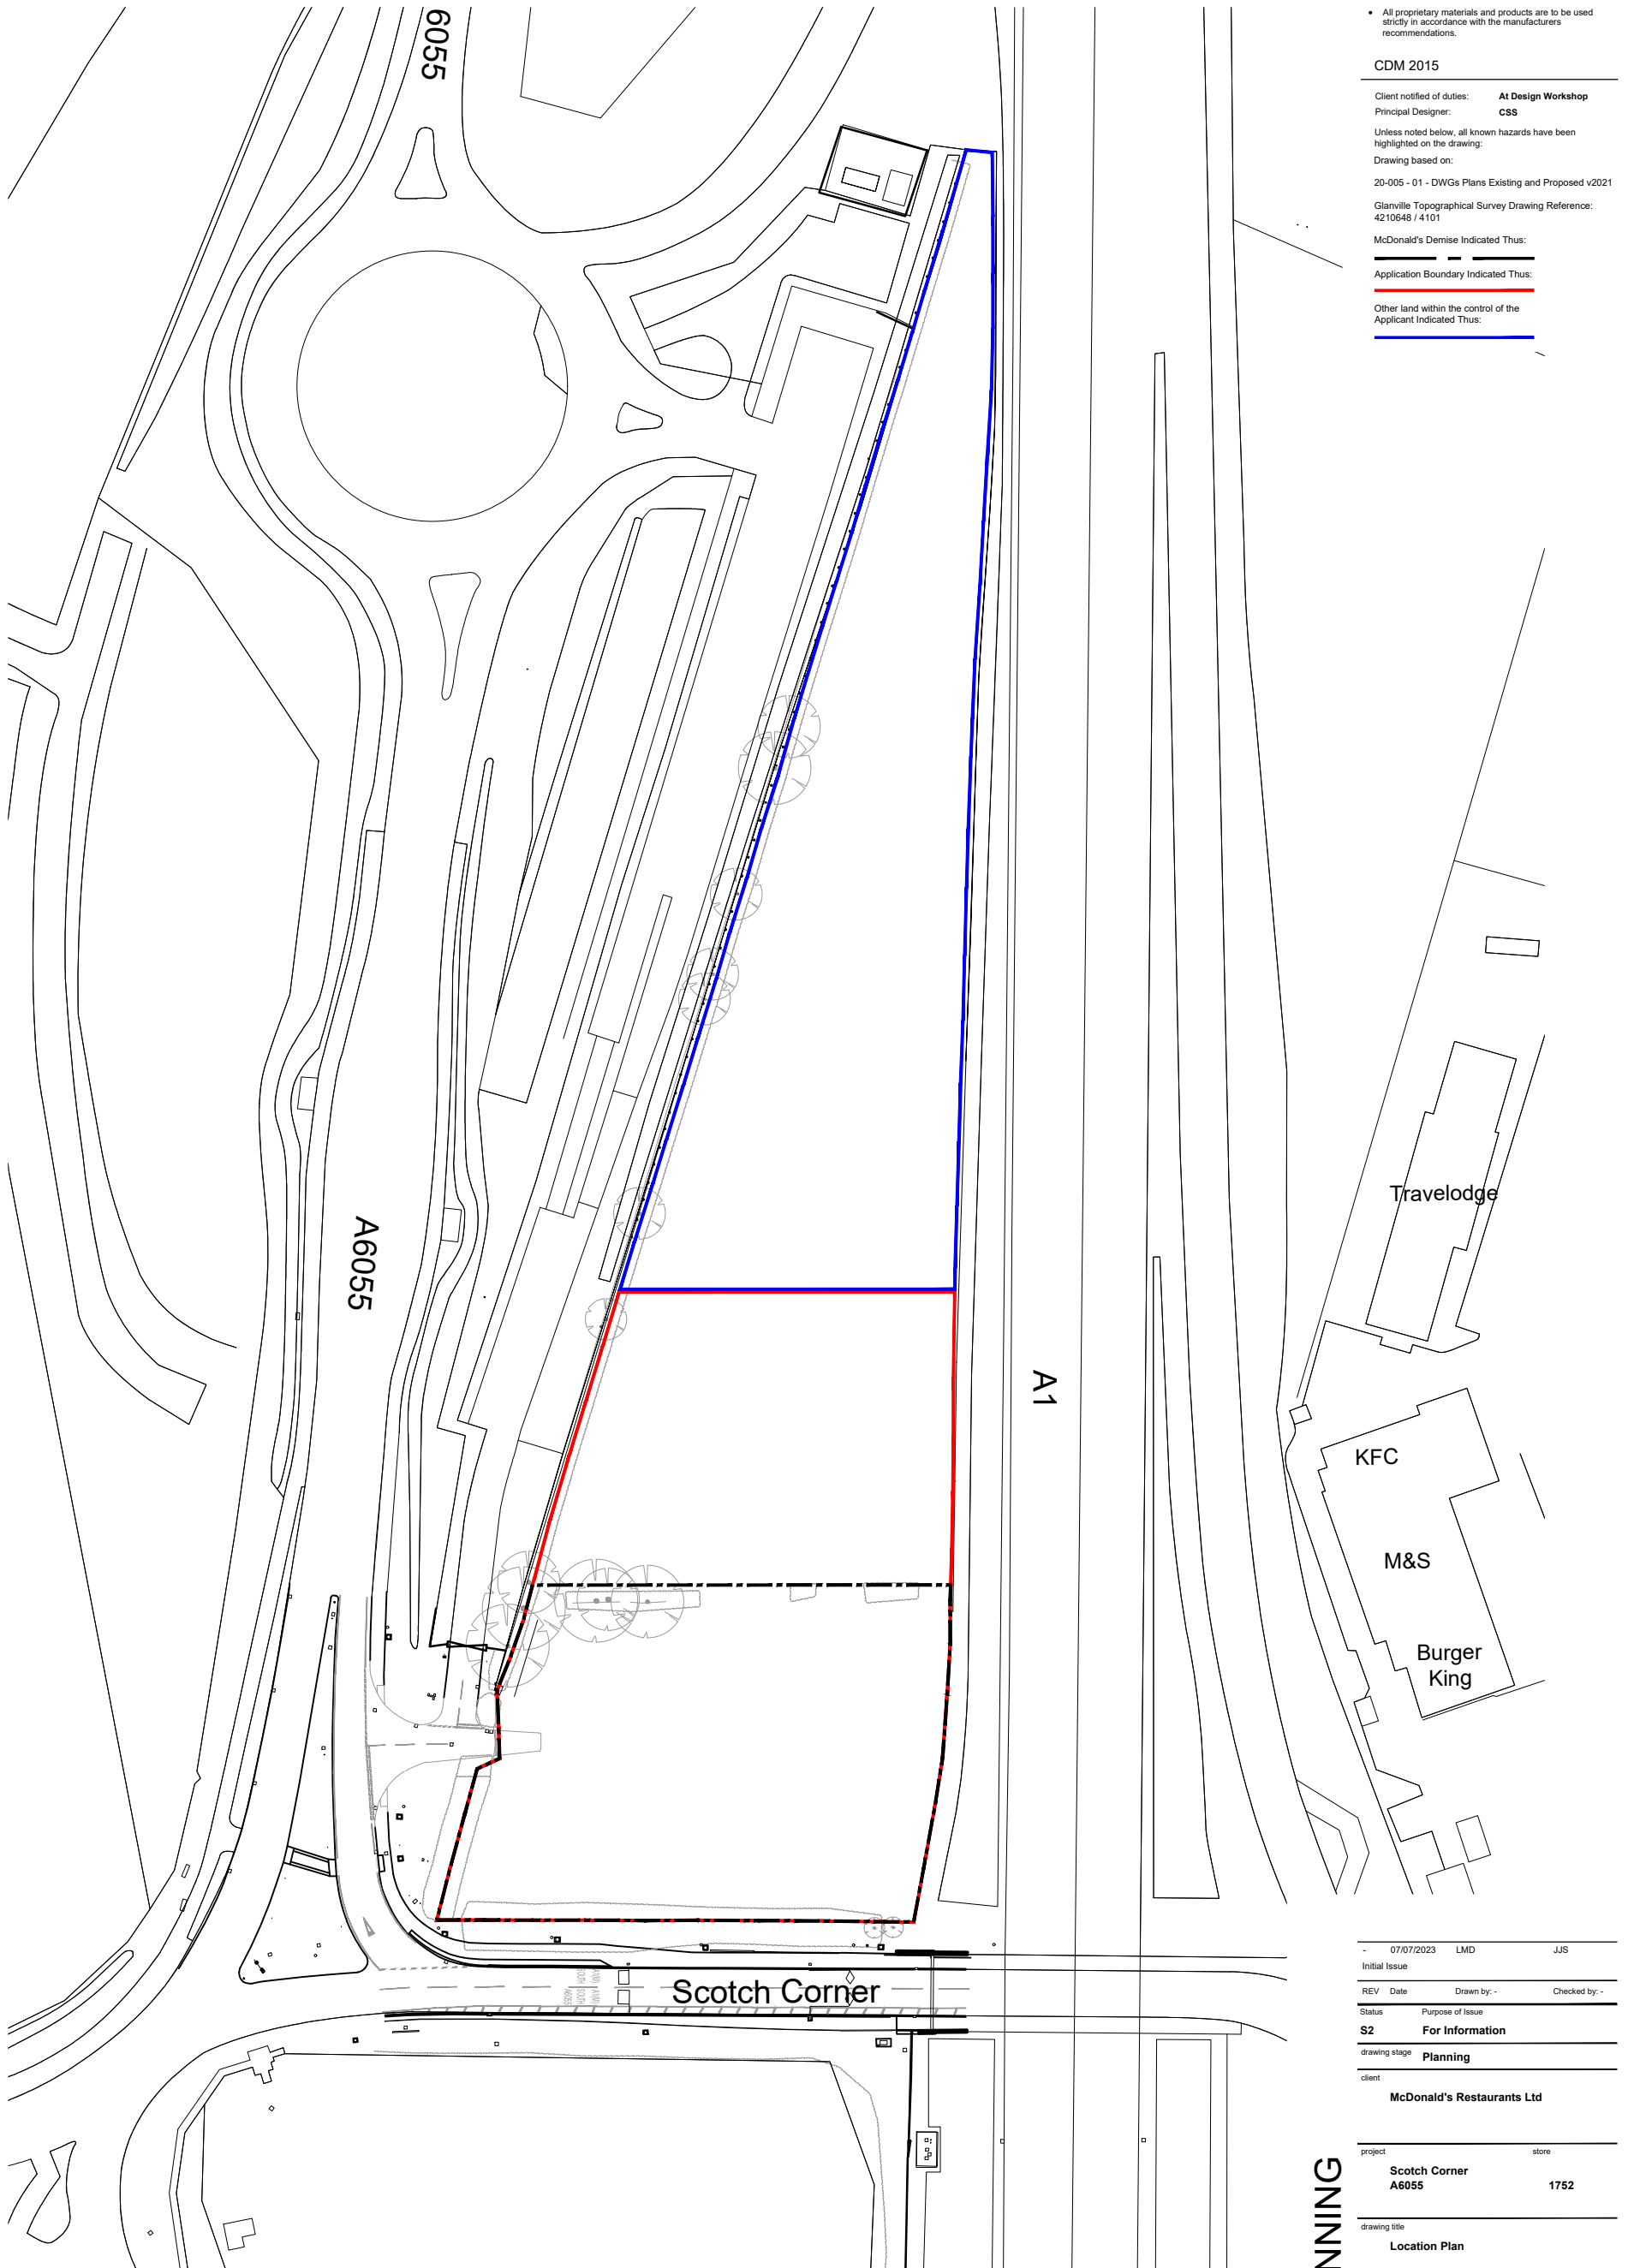 • All proprietary materials and products are to be used
strictly in accordance with the manufacturers
recommendations.
CDM 2015
Client notified of duties: At Design Workshop
Principal Designer: CSS
Unless noted below, all known hazards have been
highlighted on the drawing:
Drawing based on:
20-005 - 01 - DWGs Plans Existing and Proposed v2021
Glanville Topographical Survey Drawing Reference:
4210648 / 4101
McDonald's Demise Indicated Thus:
Application Boundary Indicated Thus:
Other land within the control of the
Applicant Indicated Thus:
6055
A6055
A1
Travelodge
KFC
M&S
Burger
King
Scotch Corner
A6055 SOUTH
A1(M) SOUTH
A1(M)
- 07/07/2023 LMD JJS
Initial Issue
REV Date Drawn by: - Checked by: -
Status Purpose of Issue
S2 For Information
drawing stage Planning
client
McDonald's Restaurants Ltd
project store
Scotch Corner
A6055 1752
drawing title
Location Plan
NNING